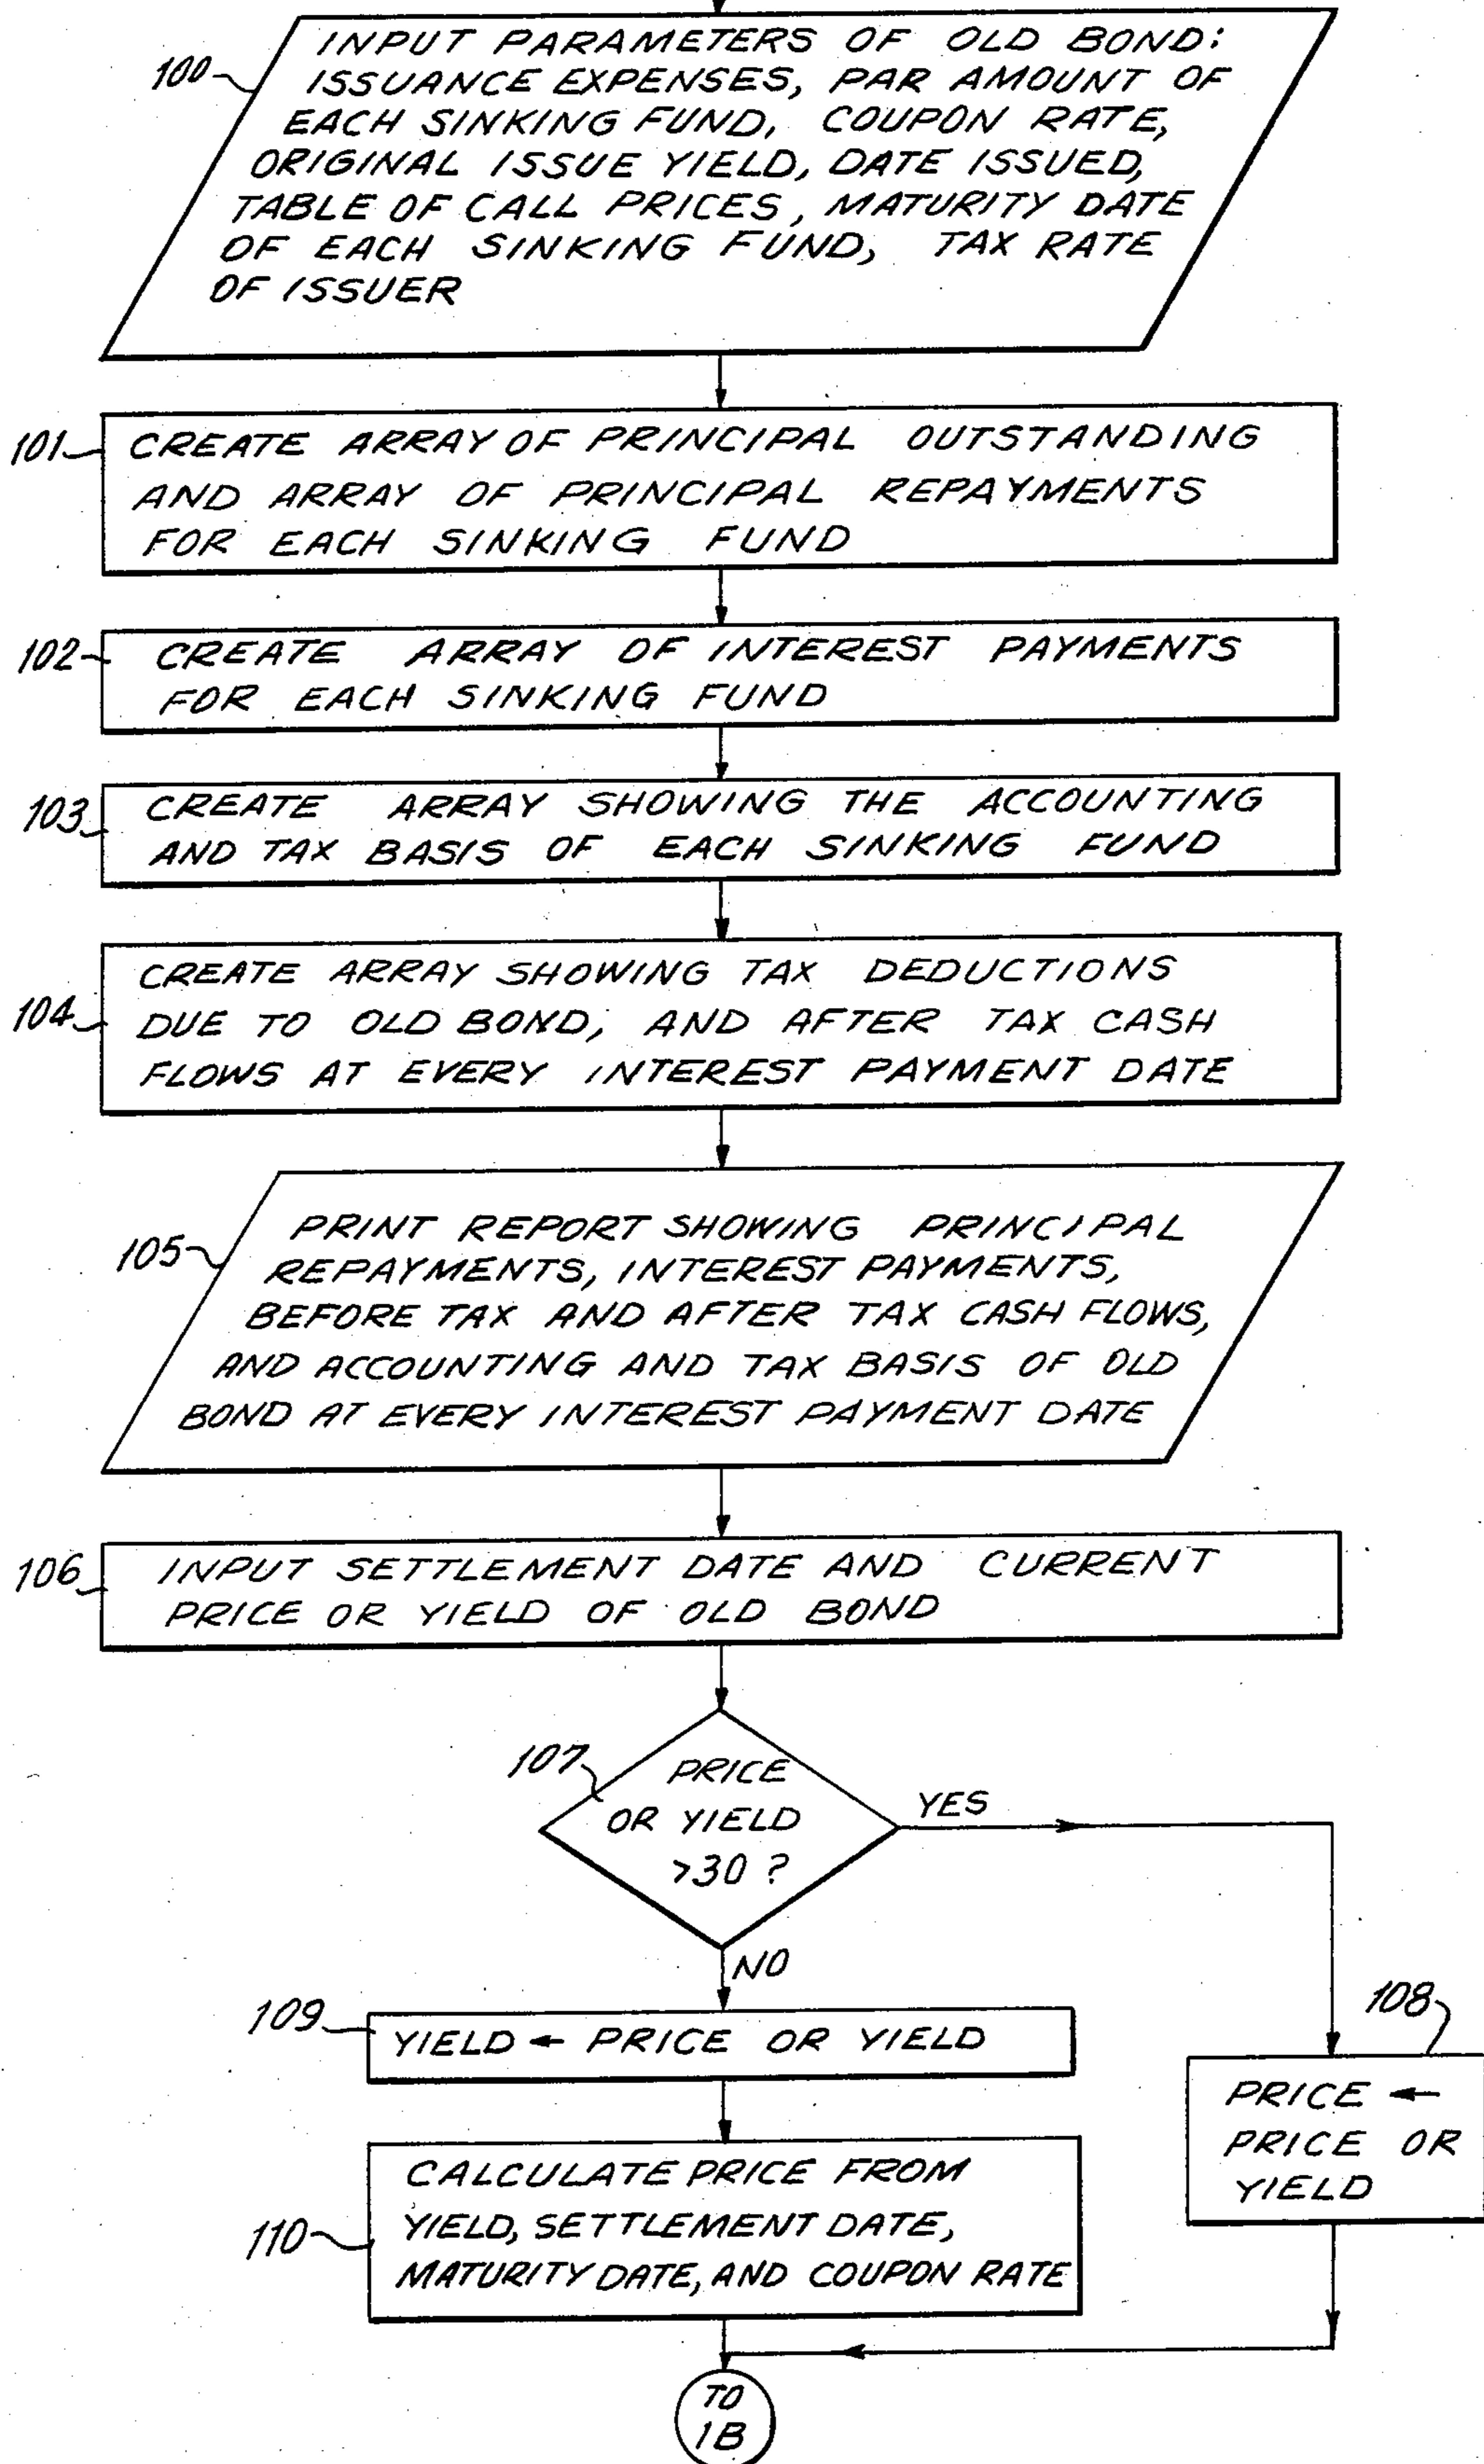 100
INPUT PARAMETERS OF OLD BOND:
ISSUANCE EXPENSES, PAR AMOUNT OF
EACH SINKING FUND, COUPON RATE,
ORIGINAL ISSUE YIELD, DATE ISSUED,
TABLE OF CALL PRICES, MATURITY DATE
OF EACH SINKING FUND, TAX RATE
OF ISSUER
101
CREATE ARRAY OF PRINCIPAL OUTSTANDING
AND ARRAY OF PRINCIPAL REPAYMENTS
FOR EACH SINKING FUND
102
CREATE ARRAY OF INTEREST PAYMENTS
FOR EACH SINKING FUND
103
CREATE ARRAY SHOWING THE ACCOUNTING
AND TAX BASIS OF EACH SINKING FUND
104
CREATE ARRAY SHOWING TAX DEDUCTIONS
DUE TO OLD BOND, AND AFTER TAX CASH
FLOWS AT EVERY INTEREST PAYMENT DATE
105
PRINT REPORT SHOWING PRINCIPAL
REPAYMENTS, INTEREST PAYMENTS,
BEFORE TAX AND AFTER TAX CASH FLOWS,
AND ACCOUNTING AND TAX BASIS OF OLD
BOND AT EVERY INTEREST PAYMENT DATE
106
INPUT SETTLEMENT DATE AND CURRENT
PRICE OR YIELD OF OLD BOND
107
PRICE
OR YIELD
>30 ?
YES
NO
109
YIELD ← PRICE OR YIELD
108
PRICE ←
PRICE OR
YIELD
110
CALCULATE PRICE FROM
YIELD, SETTLEMENT DATE,
MATURITY DATE, AND COUPON RATE
TO
1B